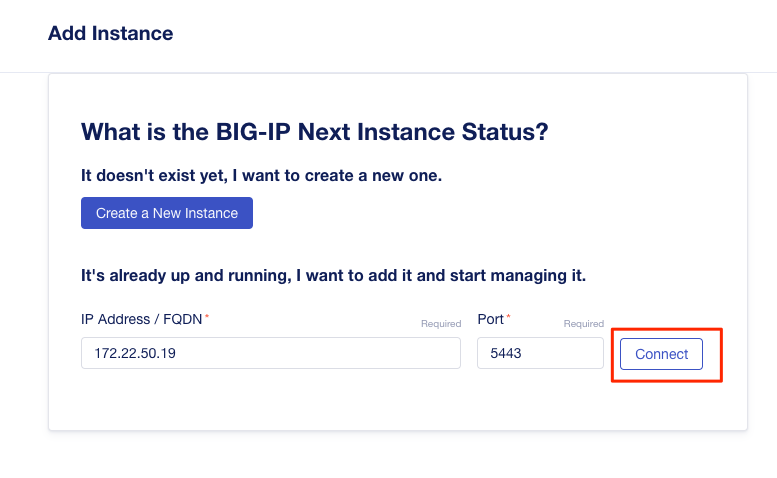 Add Instance
What is the BIG-IP Next Instance Status?
It doesn't exist yet, I want to create a new one.
Create a New Instance
It's already up and running, I want to add it and start managing it.
IP Address / FQDN* Required Port* Required
172.22.50.19 5443 Connect